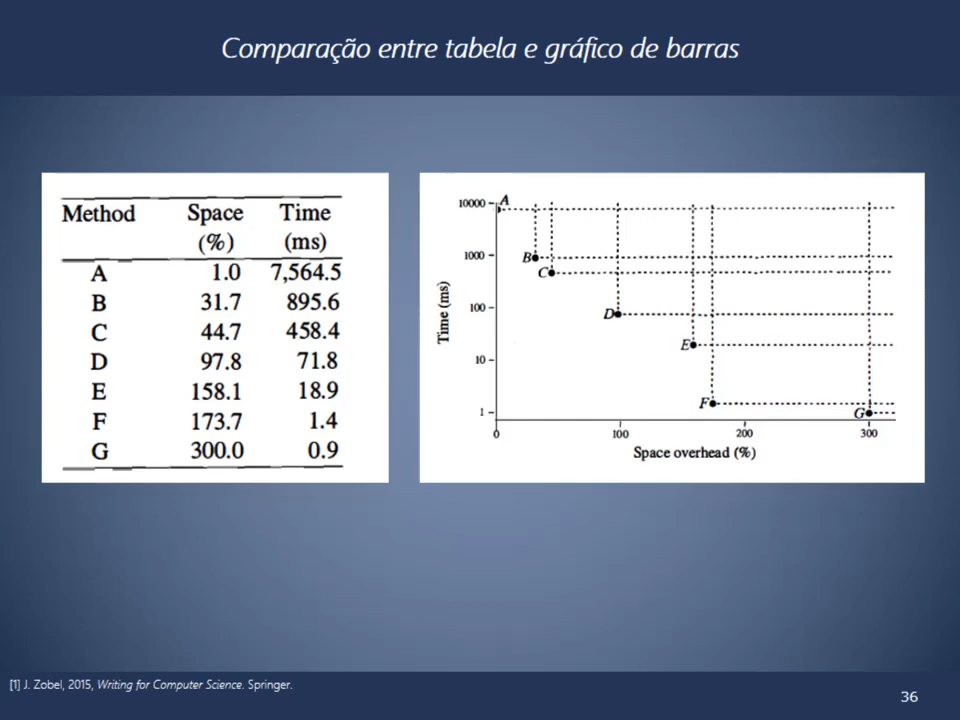 Comparação entre tabela e gráfico de barras
Method Space Time
(%) (ms)
A 1.0 7,564.5
B 31.7 895.6
C 44.7 458.4
D 97.8 71.8
E 158.1 18.9
F 173.7 1.4
G 300.0 0.9
10000
1000
100
10
1
Time (ms)
A
B
C
D
E
F
G
0 100 200 300
Space overhead (%)
[1] J. Zobel, 2015, Writing for Computer Science. Springer.
36